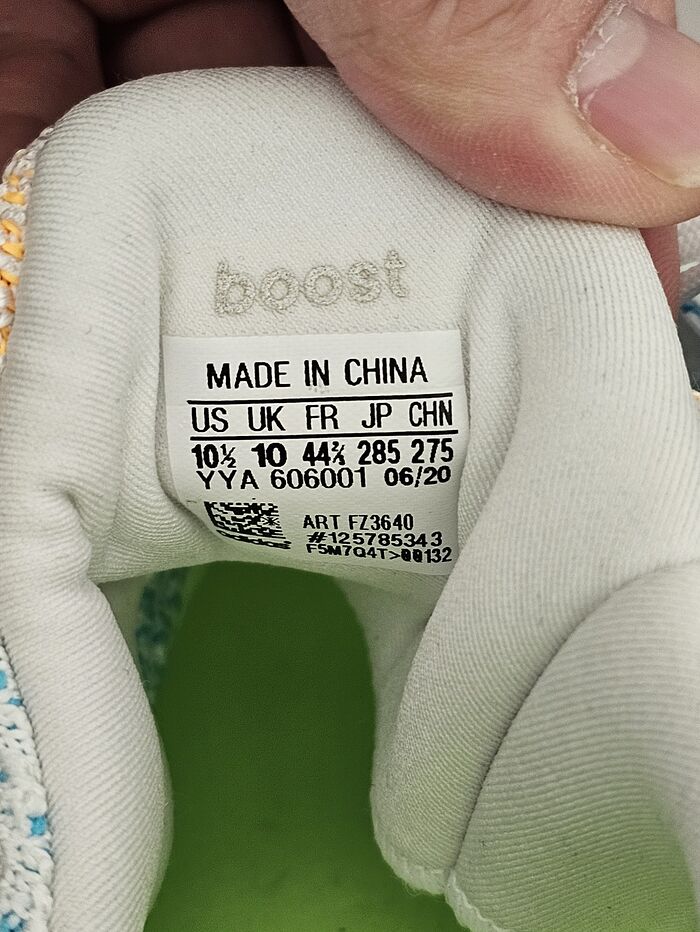 boost
MADE IN CHINA
US UK FR JP CHN
10½ 10 44⅔ 285 275
YYA 606001 06/20
ART FZ3640
#125785343
F5M7Q4T>00132